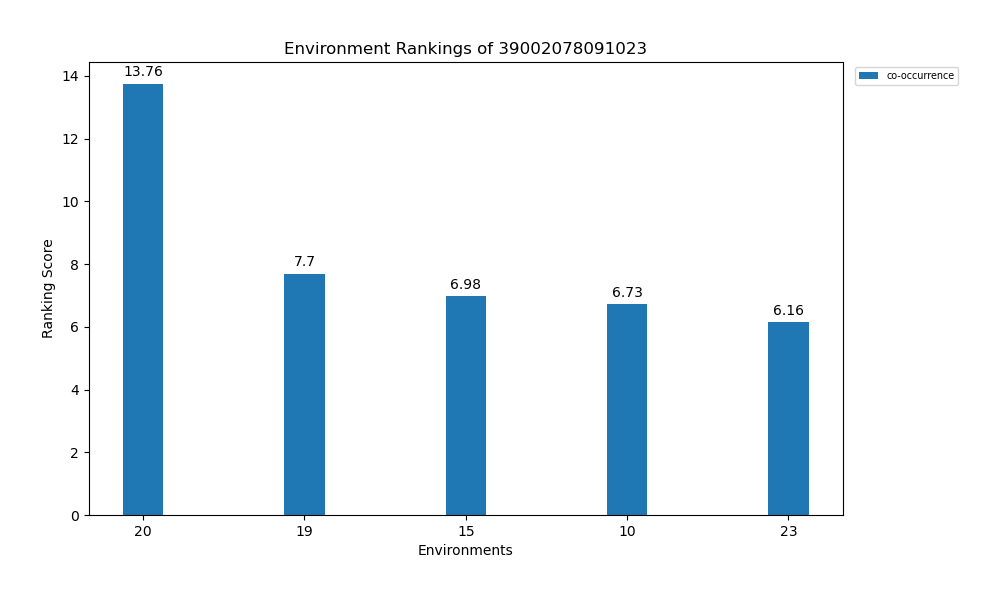 Environment Rankings of 39002078091023
co-occurrence
Ranking Score
14
12
10
8
6
4
2
0
13.76
7.7
6.98
6.73
6.16
20 19 15 10 23
Environments